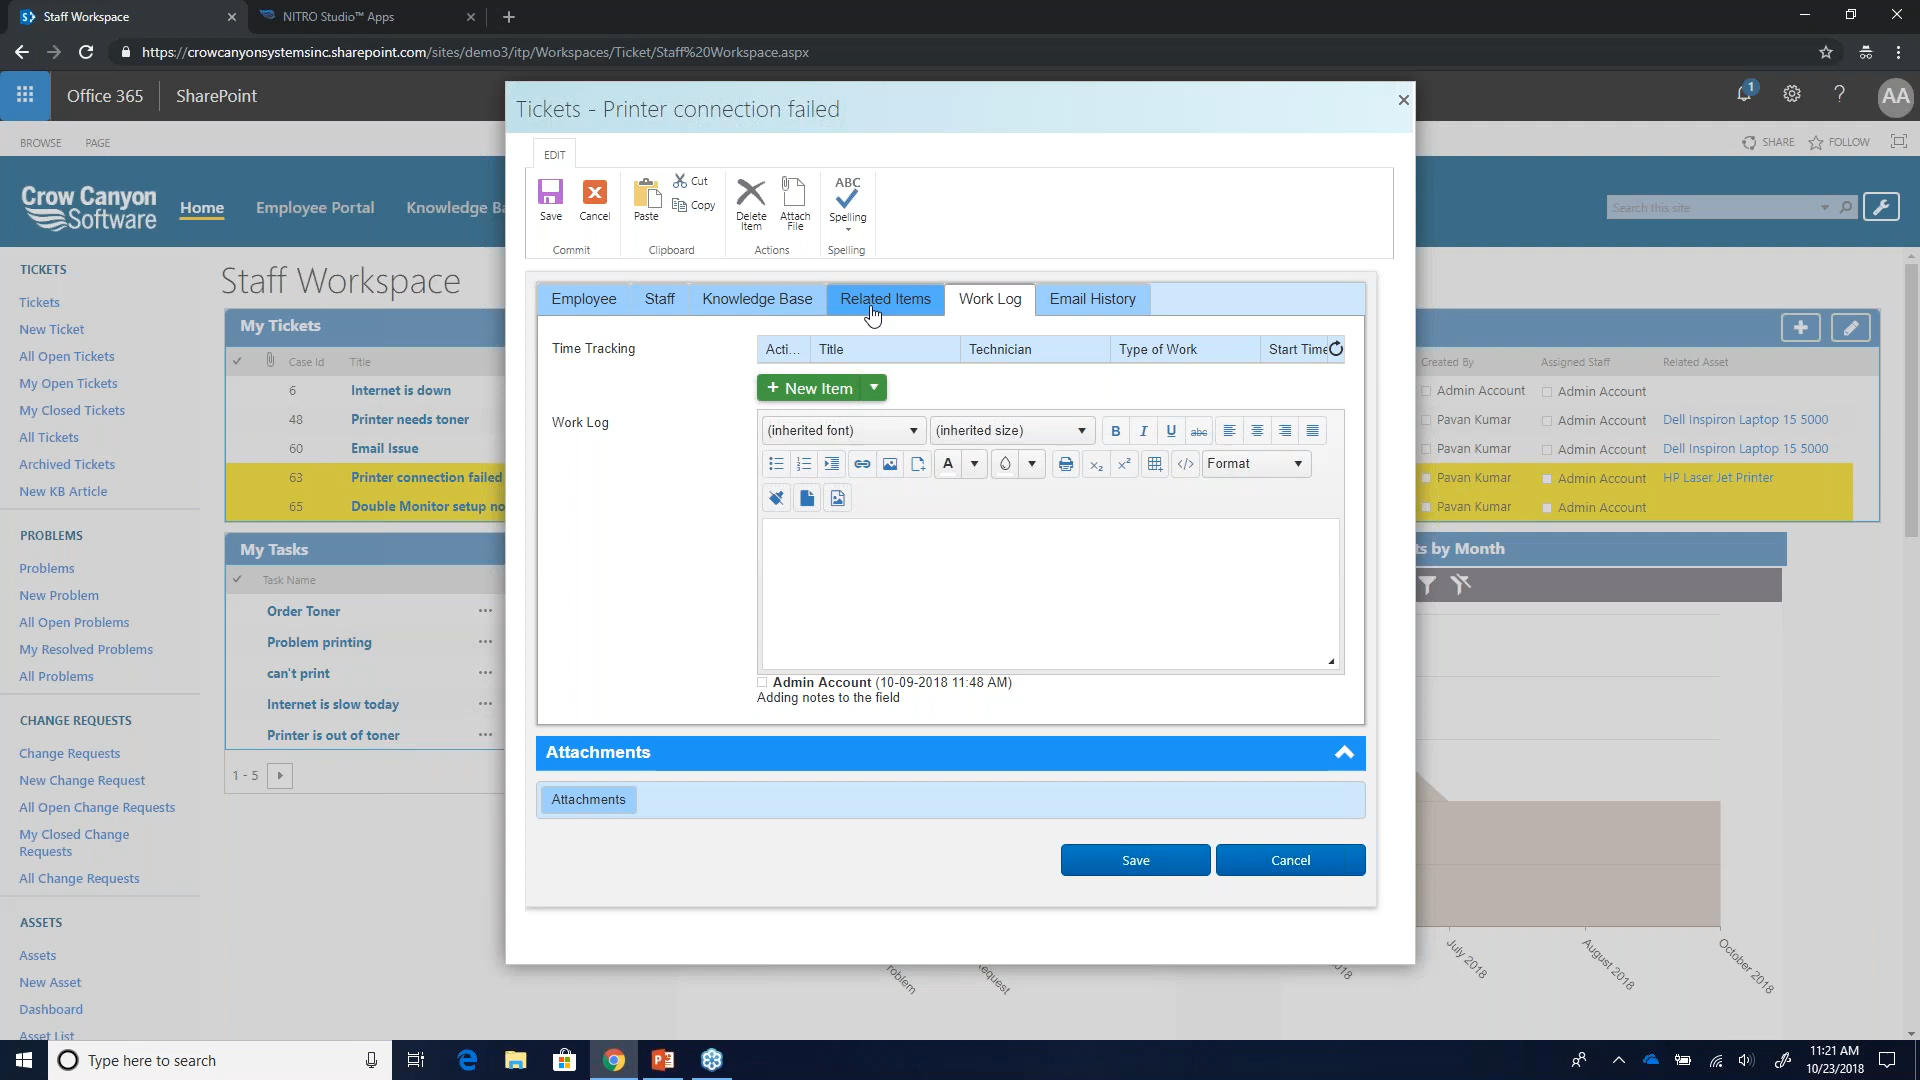 Staff Workspace
NITRO Studio™ Apps
https://crowcanyonsystemsinc.sharepoint.com/sites/demo3/itp/Workspaces/Ticket/Staff%20Workspace.aspx
Office 365
SharePoint
1
AA
BROWSE
PAGE
SHARE
FOLLOW
Crow Canyon
Software
Home
Employee Portal
Knowledge Ba
Search this site
TICKETS
Tickets
New Ticket
All Open Tickets
My Open Tickets
My Closed Tickets
All Tickets
Archived Tickets
New KB Article
PROBLEMS
Problems
New Problem
All Open Problems
My Resolved Problems
All Problems
CHANGE REQUESTS
Change Requests
New Change Request
All Open Change Requests
My Closed Change
Requests
All Change Requests
ASSETS
Assets
New Asset
Dashboard
Asset List
Staff Workspace
My Tickets
Case Id Title
6 Internet is down
48 Printer needs toner
60 Email Issue
63 Printer connection failed
65 Double Monitor setup no
My Tasks
Task Name
Order Toner
Problem printing
can't print
Internet is slow today
Printer is out of toner
1 - 5
Tickets - Printer connection failed
EDIT
Save
Cancel
Commit
Paste
Cut
Copy
Clipboard
Delete
Item
Attach
File
Actions
ABC
Spelling
Spelling
Employee
Staff
Knowledge Base
Related Items
Work Log
Email History
Time Tracking
Acti... Title Technician Type of Work Start Time
+ New Item
Work Log
(inherited font)
(inherited size)
B I U abc
A
Format
Admin Account (10-09-2018 11:48 AM)
Adding notes to the field
Attachments
Attachments
Save
Cancel
Created By Assigned Staff Related Asset
Admin Account Admin Account
Pavan Kumar Admin Account Dell Inspiron Laptop 15 5000
Pavan Kumar Admin Account Dell Inspiron Laptop 15 5000
Pavan Kumar Admin Account HP Laser Jet Printer
Pavan Kumar Admin Account
ts by Month
roblem
equest
'18
July 2018
August 2018
October 2018
Type here to search
11:21 AM
10/23/2018